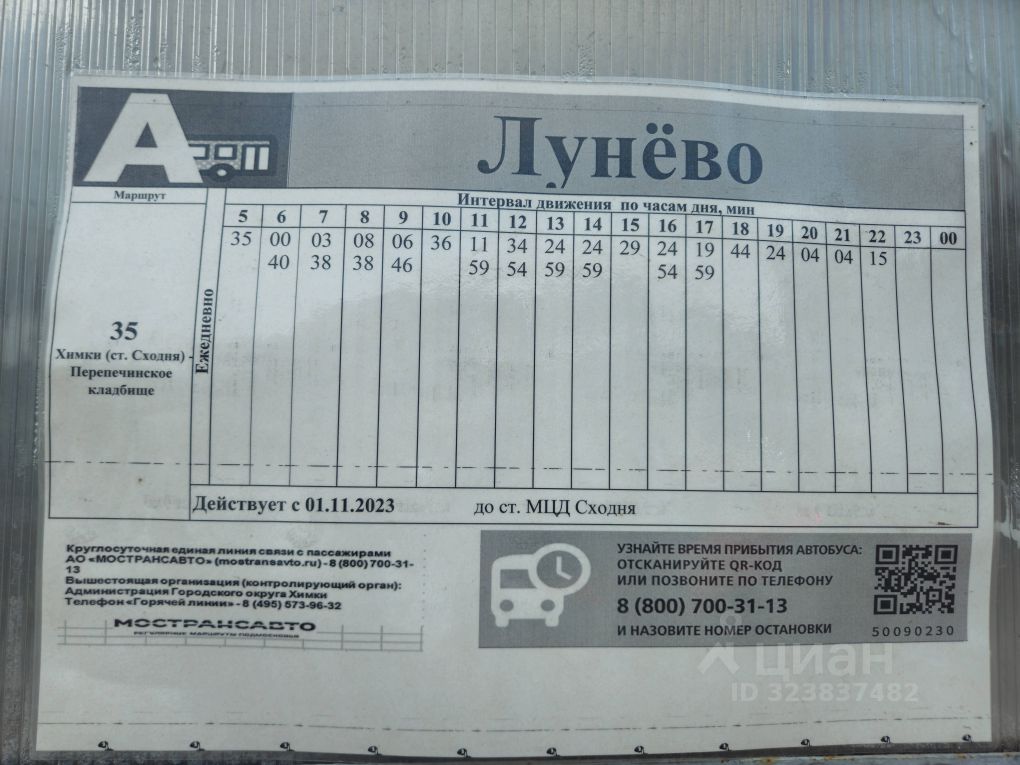 А
Лунёво
Маршрут
Интервал движения по часам дня, мин
5 6 7 8 9 10 11 12 13 14 15 16 17 18 19 20 21 22 23 00
35 00 03 08 06 36 11 34 24 24 29 24 19 44 24 04 04 15
40 38 38 46 59 54 59 59 54 59
Ежедневно
35
Химки (ст. Сходня) -
Перепечинское
кладбище
Действует с 01.11.2023 до ст. МЦД Сходня
Круглосуточная единая линия связи с пассажирами
АО «МОСТРАНСАВТО» (mostransavto.ru) - 8 (800) 700-31-
13
Вышестоящая организация (контролирующий орган):
Администрация Городского округа Химки
Телефон «Горячей линии» - 8 (495) 573-96-32
МОСТРАНСАВТО
РЕГУЛЯРНЫЕ МАРШРУТЫ ПОДМОСКОВЬЯ
УЗНАЙТЕ ВРЕМЯ ПРИБЫТИЯ АВТОБУСА:
ОТСКАНИРУЙТЕ QR-КОД
ИЛИ ПОЗВОНИТЕ ПО ТЕЛЕФОНУ
8 (800) 700-31-13
И НАЗОВИТЕ НОМЕР ОСТАНОВКИ
50090230
циан
ID 323837482